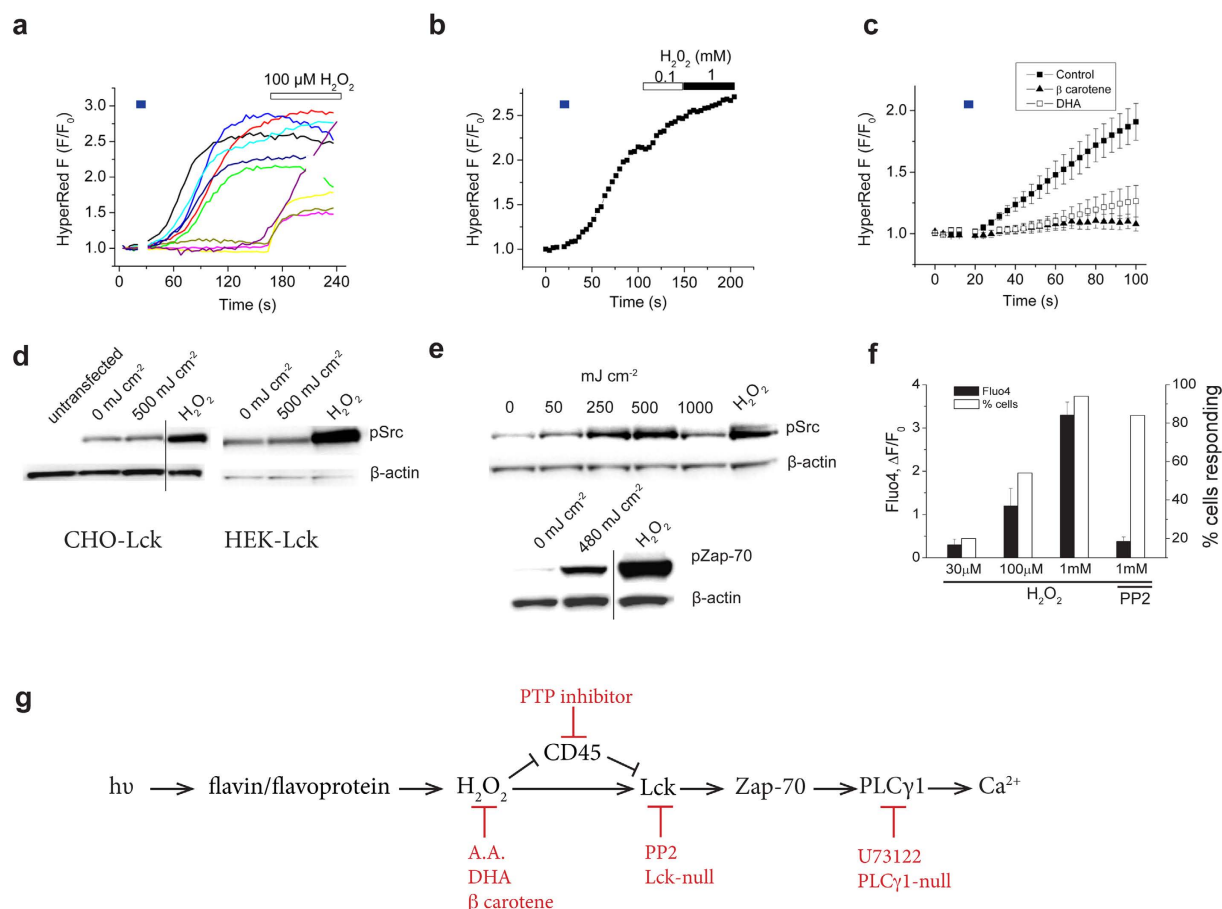 a
100 µM H₂O₂
3.0
2.5
2.0
1.5
1.0
HyperRed F (F/F₀)
0 60 120 180 240
Time (s)
b
H₂0₂ (mM)
0.1 1
2.5
2.0
1.5
1.0
HyperRed F (F/F₀)
0 50 100 150 200
Time (s)
c
Control
β carotene
DHA
2.0
1.5
1.0
HyperRed F (F/F₀)
0 20 40 60 80 100
Time (s)
d
untransfected
0 mJ cm⁻²
500 mJ cm⁻²
H₂O₂
0 mJ cm⁻²
500 mJ cm⁻²
H₂O₂
pSrc
β-actin
CHO-Lck HEK-Lck
e
mJ cm⁻²
0 50 250 500 1000 H₂O₂
pSrc
β-actin
0 mJ cm⁻²
480 mJ cm⁻²
H₂O₂
pZap-70
β-actin
f
Fluo4
% cells
4
3
2
1
0
Fluo4, ΔF/F₀
100
80
60
40
20
% cells responding
30µM 100µM 1mM 1mM
H₂O₂ PP2
g
PTP inhibitor
CD45
hυ flavin/flavoprotein H₂O₂ Lck Zap-70 PLCγ1 Ca²⁺
A.A. PP2 U73122
DHA Lck-null PLCγ1-null
β carotene